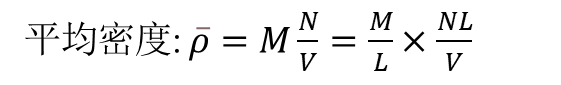 平均密度: ρ̄ = M N/V = M/L × NL/V